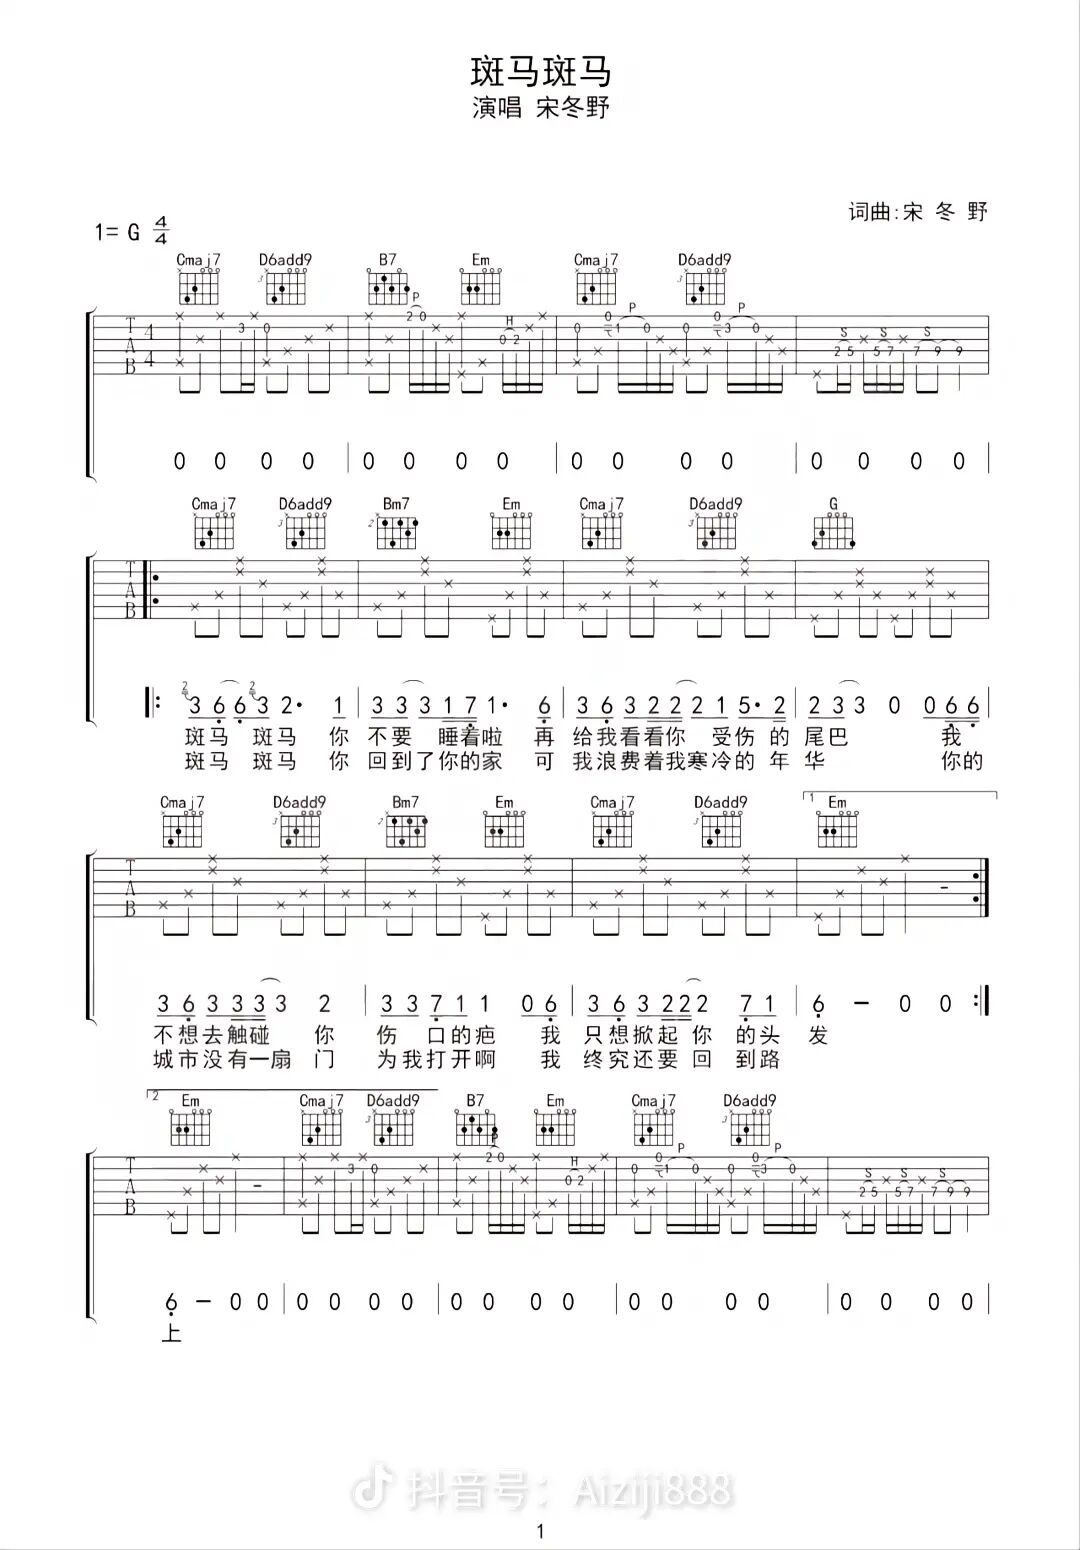 斑马斑马
演唱 宋冬野
词曲:宋 冬 野
1= G 4/4
Cmaj7 D6add9 B7 Em Cmaj7 D6add9
0 0 0 0 | 0 0 0 0 | 0 0 0 0 | 0 0 0 0
Cmaj7 D6add9 Bm7 Em Cmaj7 D6add9 G
3 6 6 3 2· 1 | 3 3 3 1 7 1· 6 | 3 6 3 2 2 2 1 5· 2 | 2 3 3 0 0 6 6
斑马 斑马 你 不要 睡着啦 再 给我看看你 受伤 的 尾巴 我
斑马 斑马 你 回到了你的家 可 我浪费着我寒冷的 年 华 你的
Cmaj7 D6add9 Bm7 Em Cmaj7 D6add9 1 Em
3 6 3 3 3 3 2 | 3 3 7 1 1 0 6 | 3 6 3 2 2 2 7 1 | 6 — 0 0
不想去触碰 你 伤 口的疤 我 只想掀起你 的头 发
城市没有一扇 门 为我打开啊 我 终究还要 回 到路
2 Em Cmaj7 D6add9 B7 Em Cmaj7 D6add9
6 — 0 0 | 0 0 0 0 | 0 0 0 0 | 0 0 0 0 | 0 0 0 0
上
抖音号: Aiziji888
1